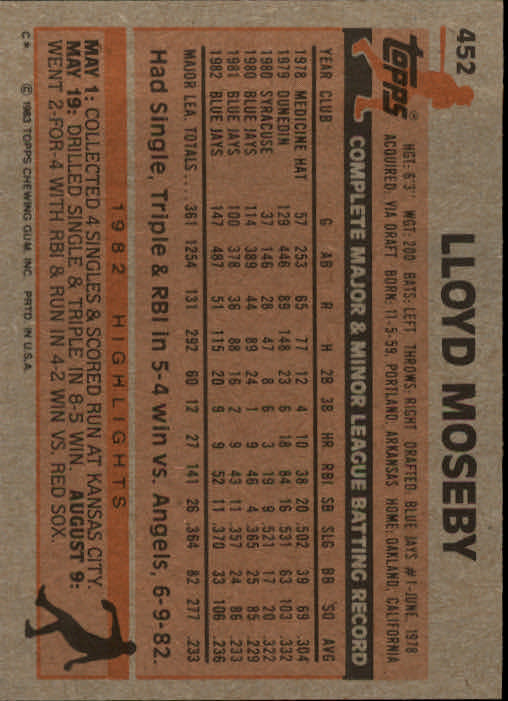 452
LLOYD MOSEBY
topps®
HGT: 6'3" WGT: 200 BATS: LEFT THROWS: RIGHT DRAFTED: BLUE JAYS #1-JUNE, 1978
ACQUIRED: VIA DRAFT BORN: 11-5-59, PORTLAND, ARKANSAS HOME: OAKLAND, CALIFORNIA
COMPLETE MAJOR & MINOR LEAGUE BATTING RECORD
YEAR CLUB G AB R H 2B 3B HR RBI SB SLG BB SO AVG
1978 MEDICINE HAT 57 253 65 77 12 4 10 38 20 .502 39 69 .304
1979 DUNEDIN 129 446 89 148 23 6 18 84 16 .531 63 103 .332
1980 SYRACUSE 37 146 28 47 8 6 3 19 9 .521 17 20 .322
1980 BLUE JAYS 114 389 44 89 24 1 9 46 4 .365 25 85 .229
1981 BLUE JAYS 100 378 36 88 16 2 9 43 11 .357 24 86 .233
1982 BLUE JAYS 147 487 51 115 20 9 9 52 11 .370 33 106 .236
MAJOR LEA. TOTALS ... 361 1254 131 292 60 12 27 141 26 .364 82 277 .233
Had Single, Triple & RBI in 5-4 win vs. Angels, 6-9-82.
1982 HIGHLIGHTS
MAY 1: COLLECTED 4 SINGLES & SCORED RUN AT KANSAS CITY.
MAY 19: DRILLED SINGLE & TRIPLE IN 8-5 WIN. AUGUST 9:
WENT 2-FOR-4 WITH RBI & RUN IN 4-2 WIN VS. RED SOX.
C* © 1983 TOPPS CHEWING GUM, INC. PRTD. IN U.S.A.